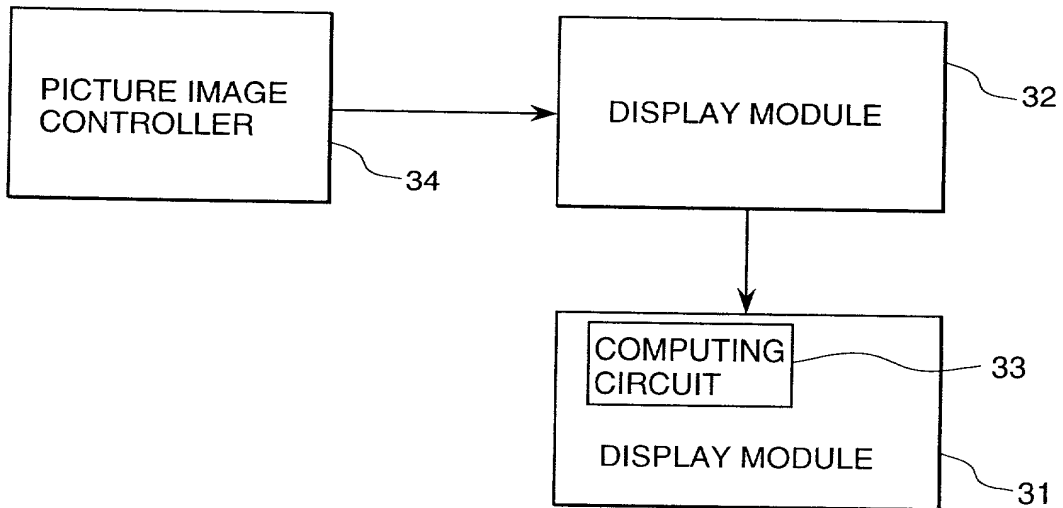 PICTURE IMAGE
CONTROLLER
34
DISPLAY MODULE
32
COMPUTING
CIRCUIT
33
DISPLAY MODULE
31